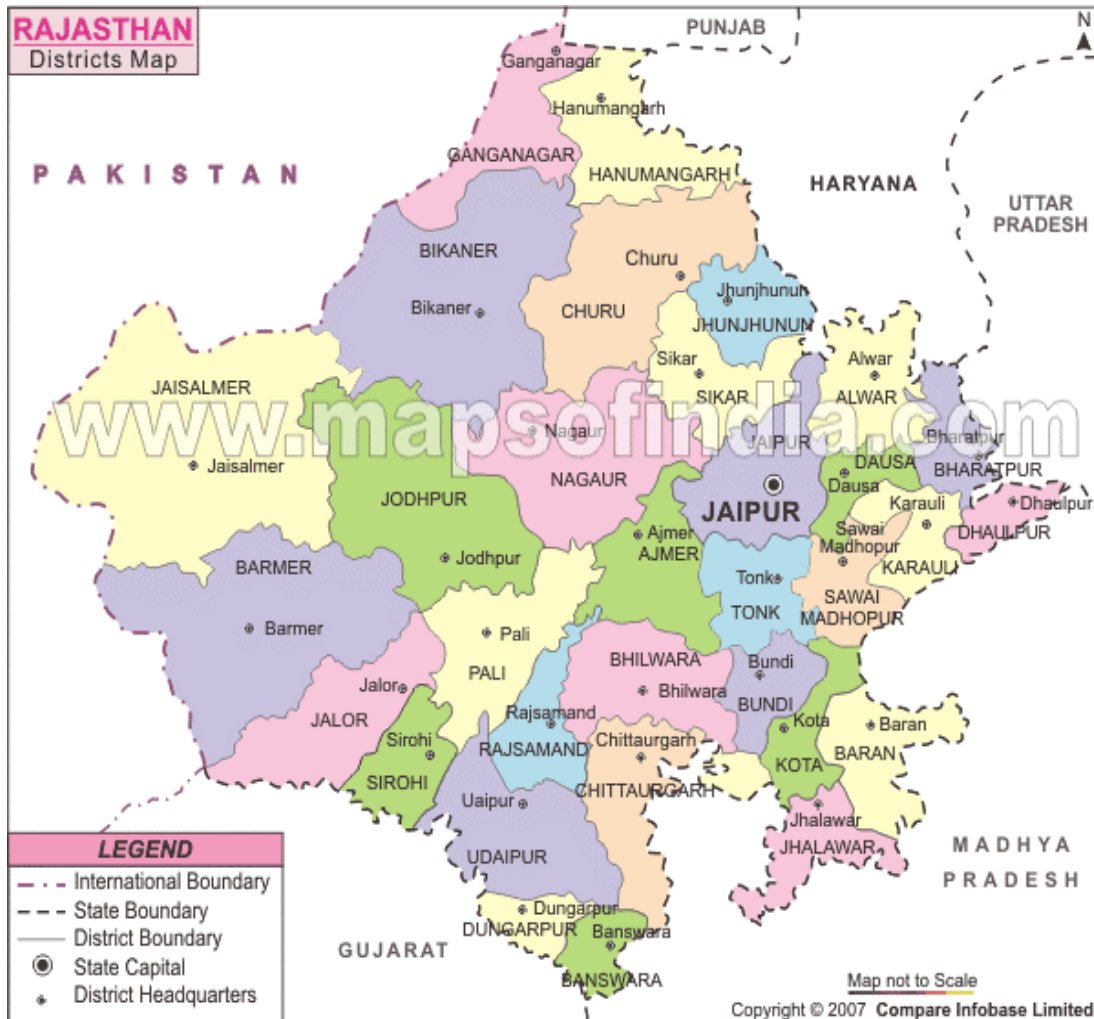 RAJASTHAN
Districts Map
PUNJAB
N
Ganganagar
Hanumangarh
GANGANAGAR
HANUMANGARH
PAKISTAN
HARYANA
UTTAR
PRADESH
BIKANER
Bikaner
Churu
CHURU
Jhunjhunun
JHUNJHUNUN
Sikar
SIKAR
Alwar
ALWAR
JAISALMER
Jaisalmer
www.mapsofindia.com
Nagaur
NAGAUR
JAIPUR
JAIPUR
Bharatpur
BHARATPUR
DAUSA
Dausa
JODHPUR
Jodhpur
Karauli
KARAULI
Dhaulpur
DHAULPUR
Ajmer
AJMER
Sawai
Madhopur
SAWAI
MADHOPUR
BARMER
Barmer
Tonk
TONK
Pali
PALI
Jalor
JALOR
BHILWARA
Bhilwara
Bundi
BUNDI
Rajsamand
RAJSAMAND
Sirohi
SIROHI
Chittaurgarh
CHITTAURGARH
Kota
KOTA
Baran
BARAN
Uaipur
UDAIPUR
Jhalawar
JHALAWAR
MADHYA
PRADESH
Dungarpur
DUNGARPUR
Banswara
BANSWARA
GUJARAT
LEGEND
International Boundary
State Boundary
District Boundary
State Capital
District Headquarters
Map not to Scale
Copyright © 2007 Compare Infobase Limited